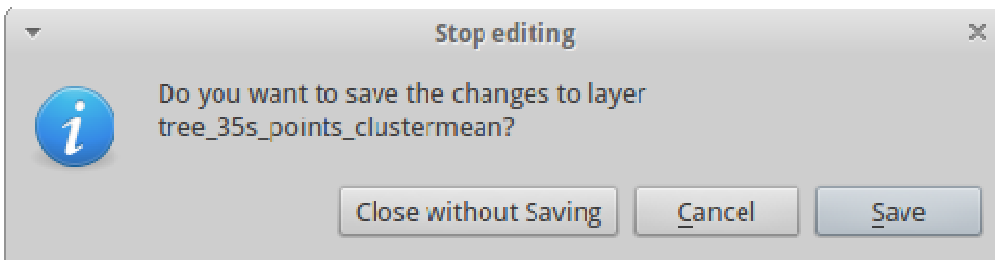 Stop editing
Do you want to save the changes to layer
tree_35s_points_clustermean?
Close without Saving
Cancel
Save